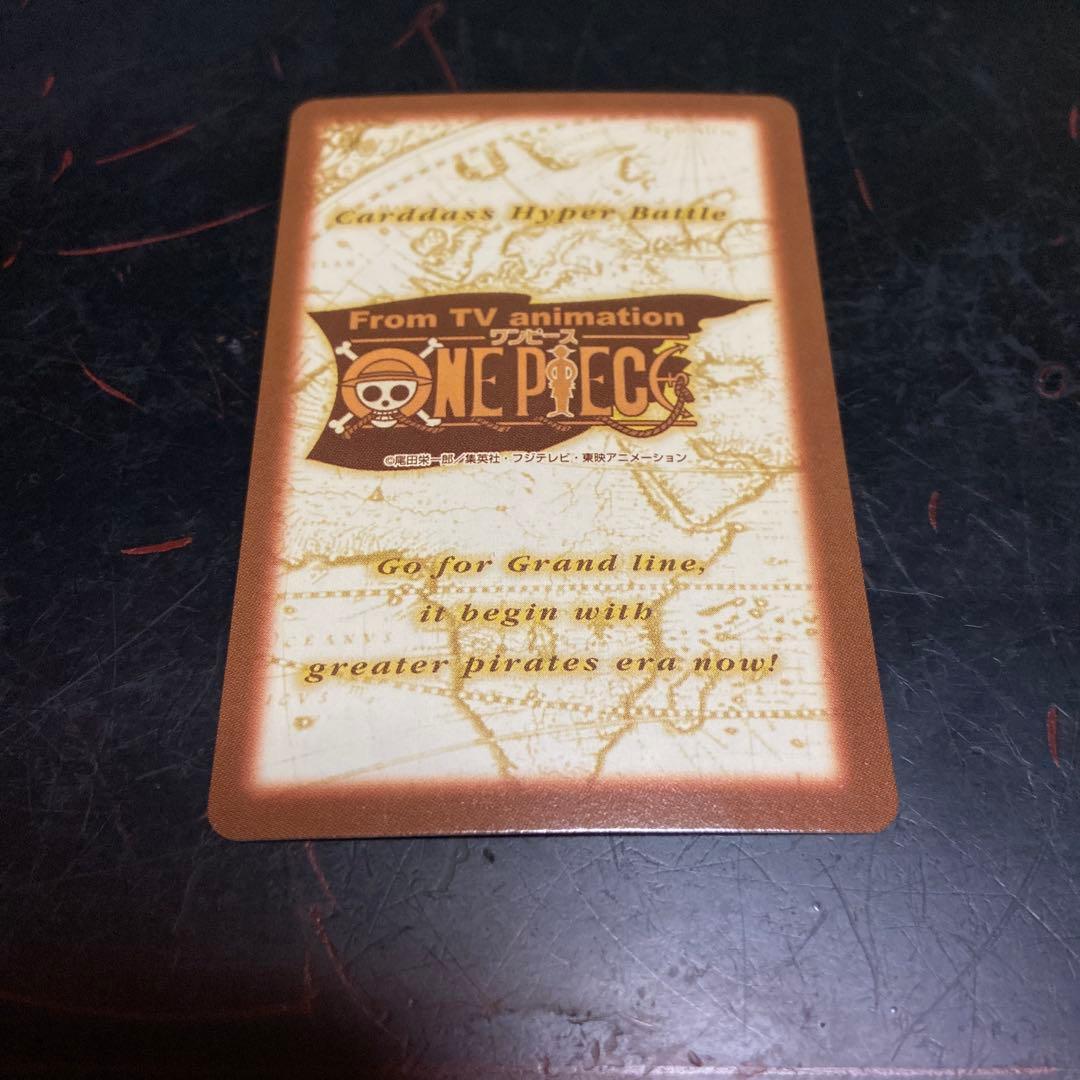 Carddass Hyper Battle
From TV animation
ワンピース
ONE PIECE
©尾田栄一郎／集英社・フジテレビ・東映アニメーション
Go for Grand line,
it begin with
greater pirates era now!